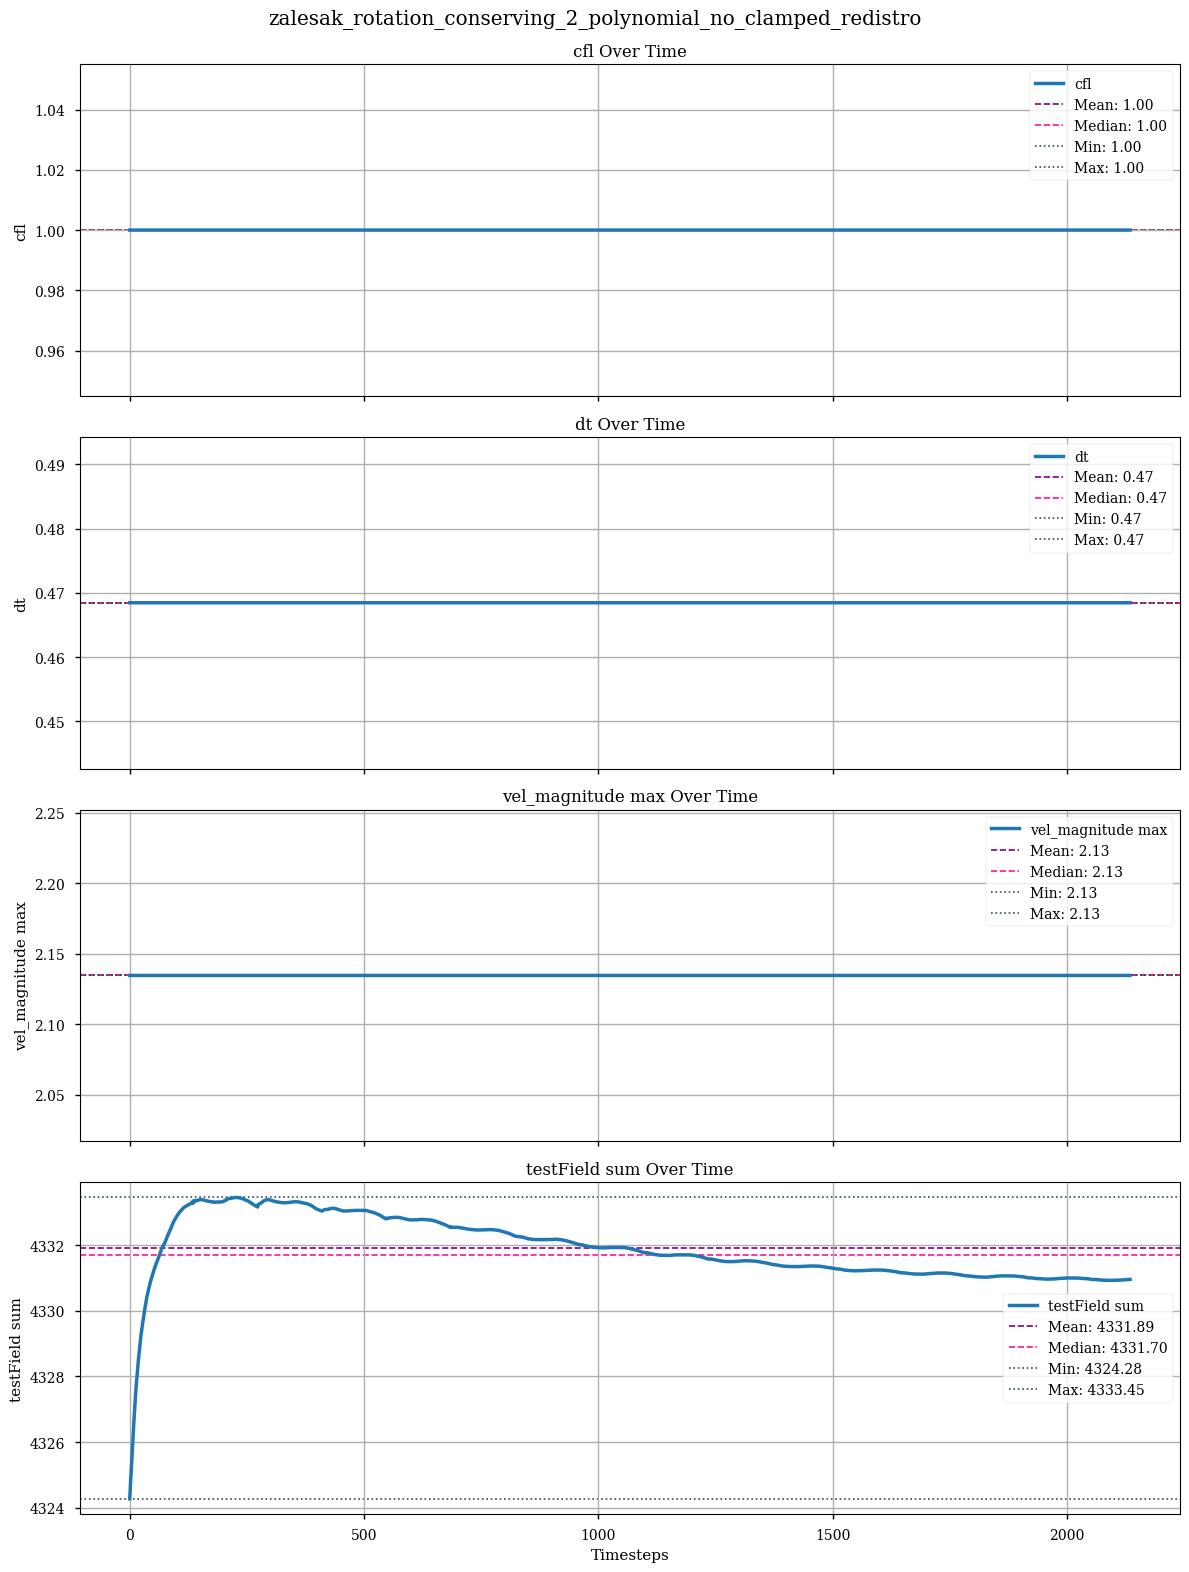 zalesak_rotation_conserving_2_polynomial_no_clamped_redistro
cfl Over Time
cfl
1.04
1.02
1.00
0.98
0.96
cfl
Mean: 1.00
Median: 1.00
Min: 1.00
Max: 1.00
dt Over Time
dt
0.49
0.48
0.47
0.46
0.45
dt
Mean: 0.47
Median: 0.47
Min: 0.47
Max: 0.47
vel_magnitude max Over Time
vel_magnitude max
2.25
2.20
2.15
2.10
2.05
vel_magnitude max
Mean: 2.13
Median: 2.13
Min: 2.13
Max: 2.13
testField sum Over Time
testField sum
4332
4330
4328
4326
4324
testField sum
Mean: 4331.89
Median: 4331.70
Min: 4324.28
Max: 4333.45
0 500 1000 1500 2000
Timesteps